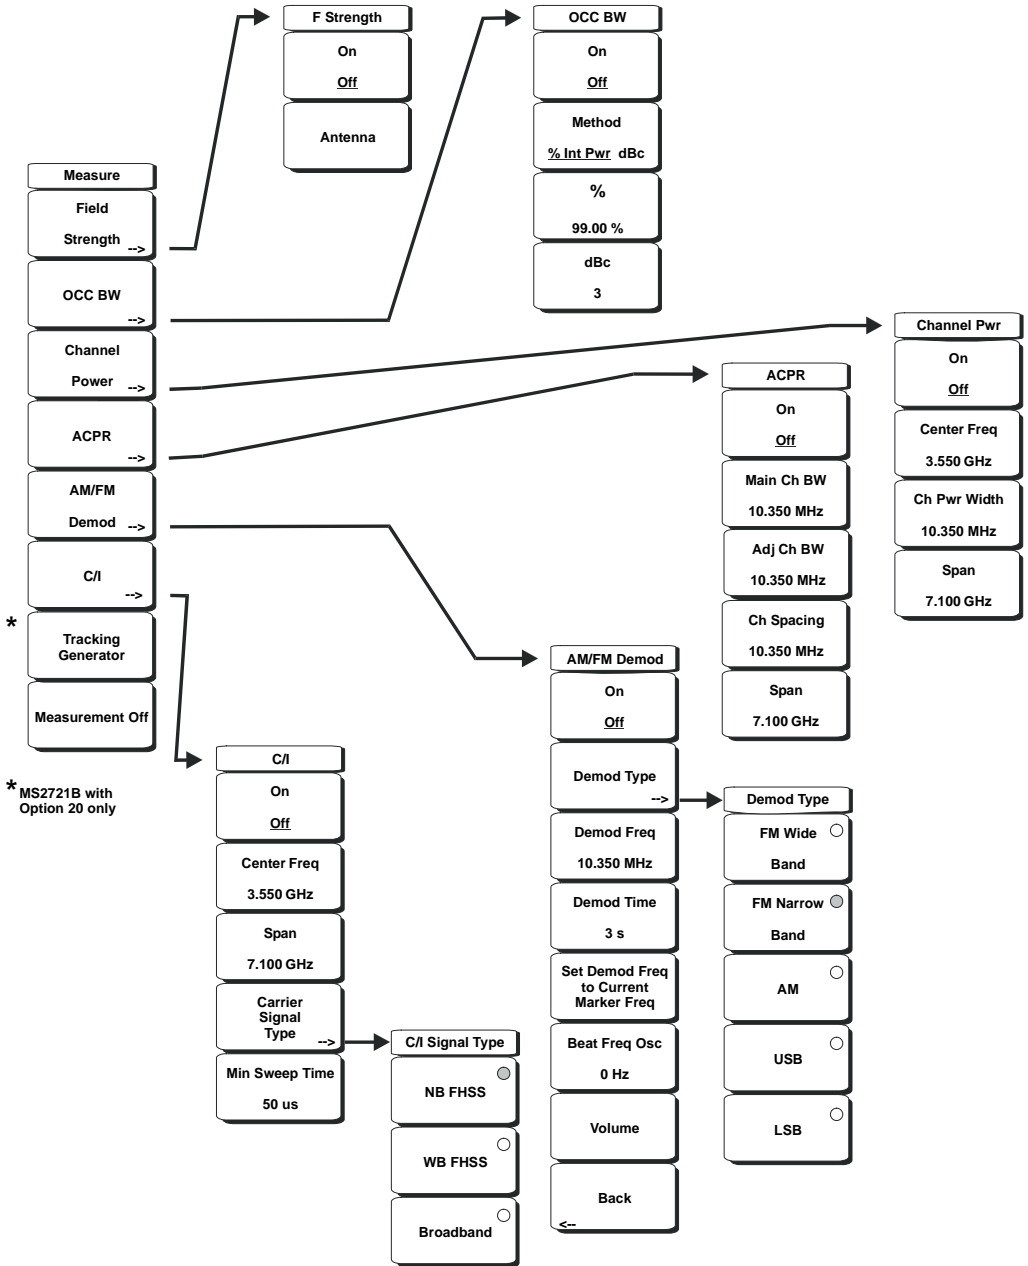 F Strength
On
Off
Antenna
OCC BW
On
Off
Method
% Int Pwr dBc
%
99.00 %
dBc
3
Measure
Field
Strength -->
OCC BW
-->
Channel
Power -->
ACPR
-->
AM/FM
Demod -->
C/I
-->
*
Tracking
Generator
Measurement Off
* MS2721B with
Option 20 only
Channel Pwr
On
Off
Center Freq
3.550 GHz
Ch Pwr Width
10.350 MHz
Span
7.100 GHz
ACPR
On
Off
Main Ch BW
10.350 MHz
Adj Ch BW
10.350 MHz
Ch Spacing
10.350 MHz
Span
7.100 GHz
AM/FM Demod
On
Off
Demod Type
-->
Demod Freq
10.350 MHz
Demod Time
3 s
Set Demod Freq
to Current
Marker Freq
Beat Freq Osc
0 Hz
Volume
Back
<--
Demod Type
FM Wide
Band
FM Narrow
Band
AM
USB
LSB
C/I
On
Off
Center Freq
3.550 GHz
Span
7.100 GHz
Carrier
Signal
Type -->
Min Sweep Time
50 us
C/I Signal Type
NB FHSS
WB FHSS
Broadband